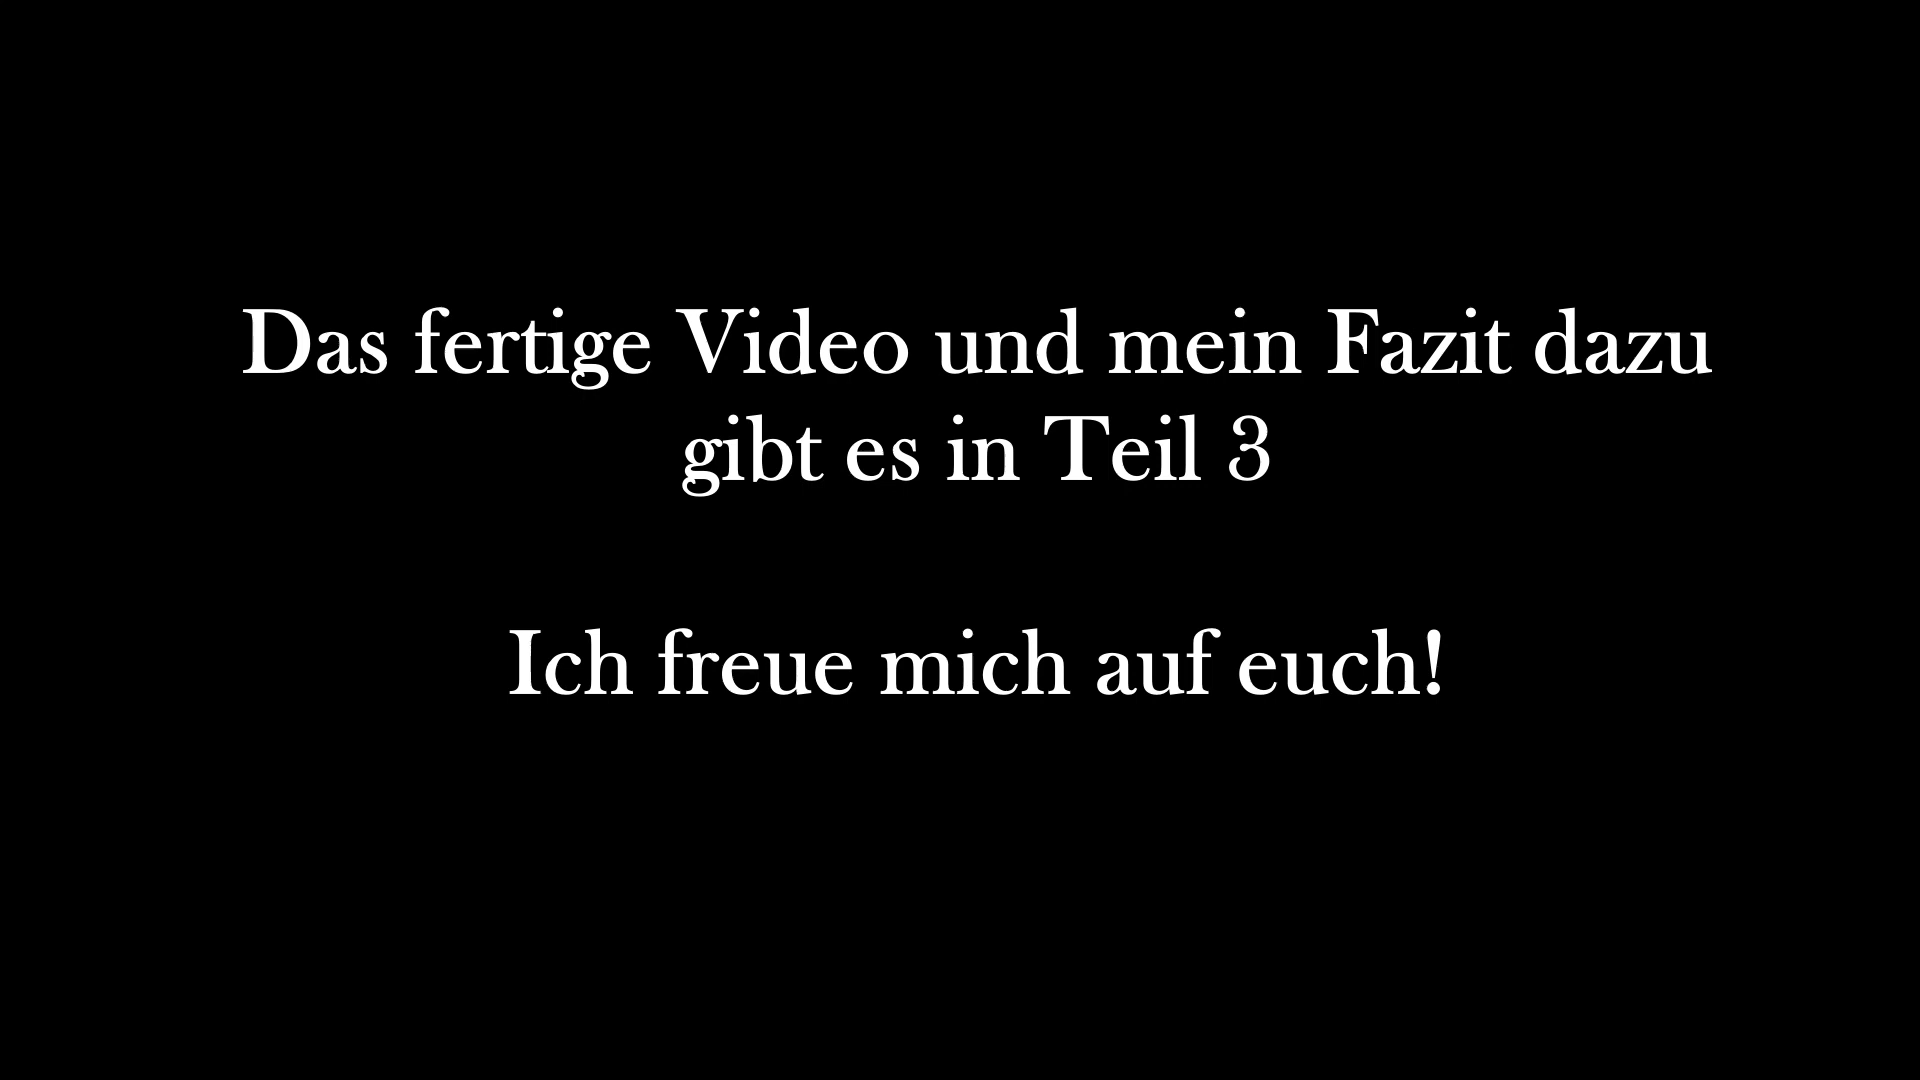 Das fertige Video und mein Fazit dazu
gibt es in Teil 3
Ich freue mich auf euch!